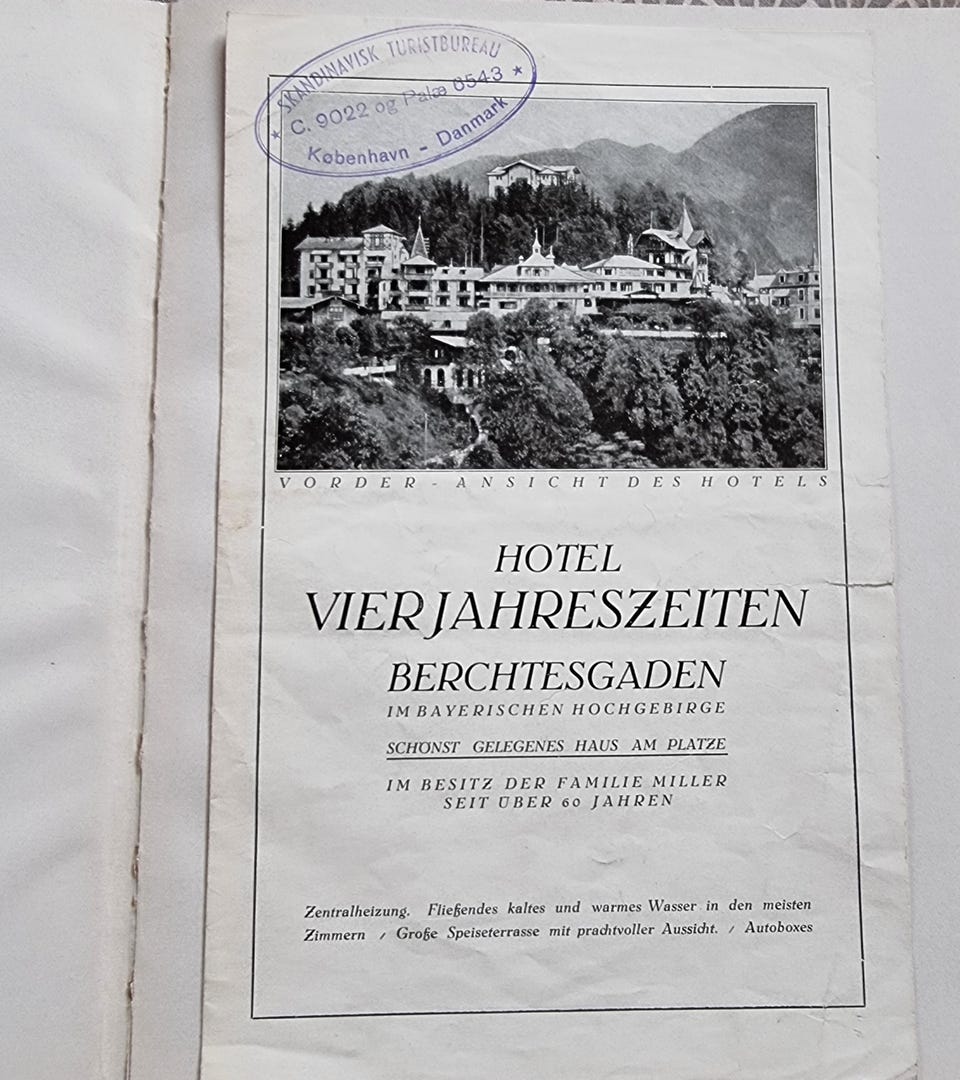 SKANDINAVISK TURISTBUREAU
★ C. 9022 og Palæ 6543 ★
København - Danmark
VORDER-ANSICHT DES HOTELS
HOTEL
VIER JAHRESZEITEN
BERCHTESGADEN
IM BAYERISCHEN HOCHGEBIRGE
SCHÖNST GELEGENES HAUS AM PLATZE
IM BESITZ DER FAMILIE MILLER
SEIT ÜBER 60 JAHREN
Zentralheizung. Fließendes kaltes und warmes Wasser in den meisten
Zimmern / Große Speiseterrasse mit prachtvoller Aussicht. / Autoboxes